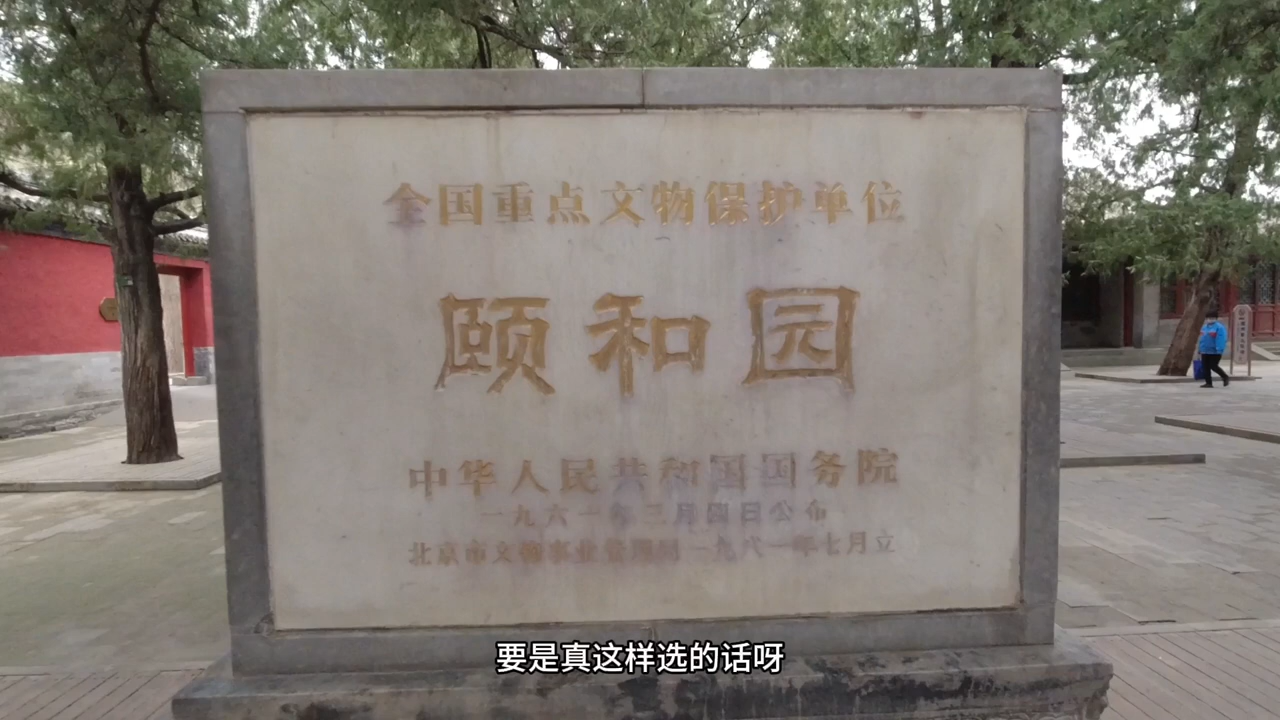 全国重点文物保护单位
颐和园
中华人民共和国国务院
一九六一年三月四日公布
北京市文物事业管理局 一九八一年七月立
要是真这样选的话呀